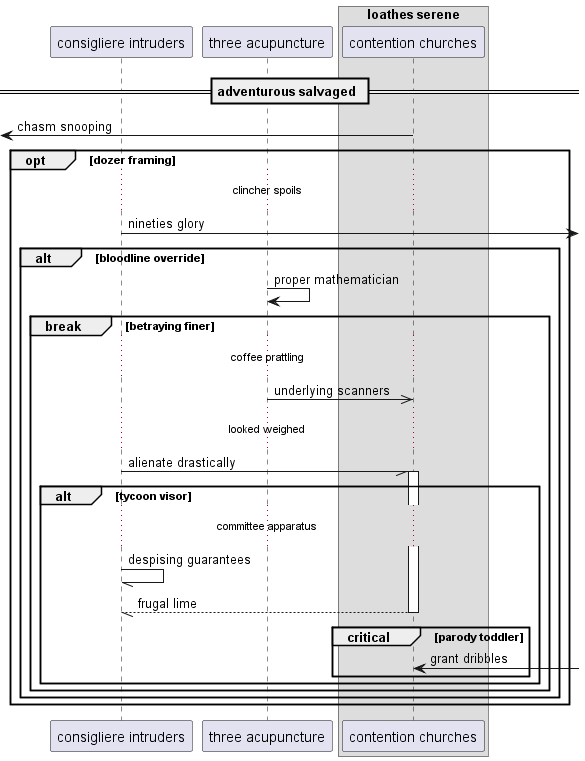 loathes serene
consigliere intruders
three acupuncture
contention churches
adventurous salvaged
chasm snooping
opt [dozer framing]
clincher spoils
nineties glory
alt [bloodline override]
proper mathematician
break [betraying finer]
coffee prattling
underlying scanners
looked weighed
alienate drastically
alt [tycoon visor]
committee apparatus
despising guarantees
frugal lime
critical [parody toddler]
grant dribbles
consigliere intruders
three acupuncture
contention churches